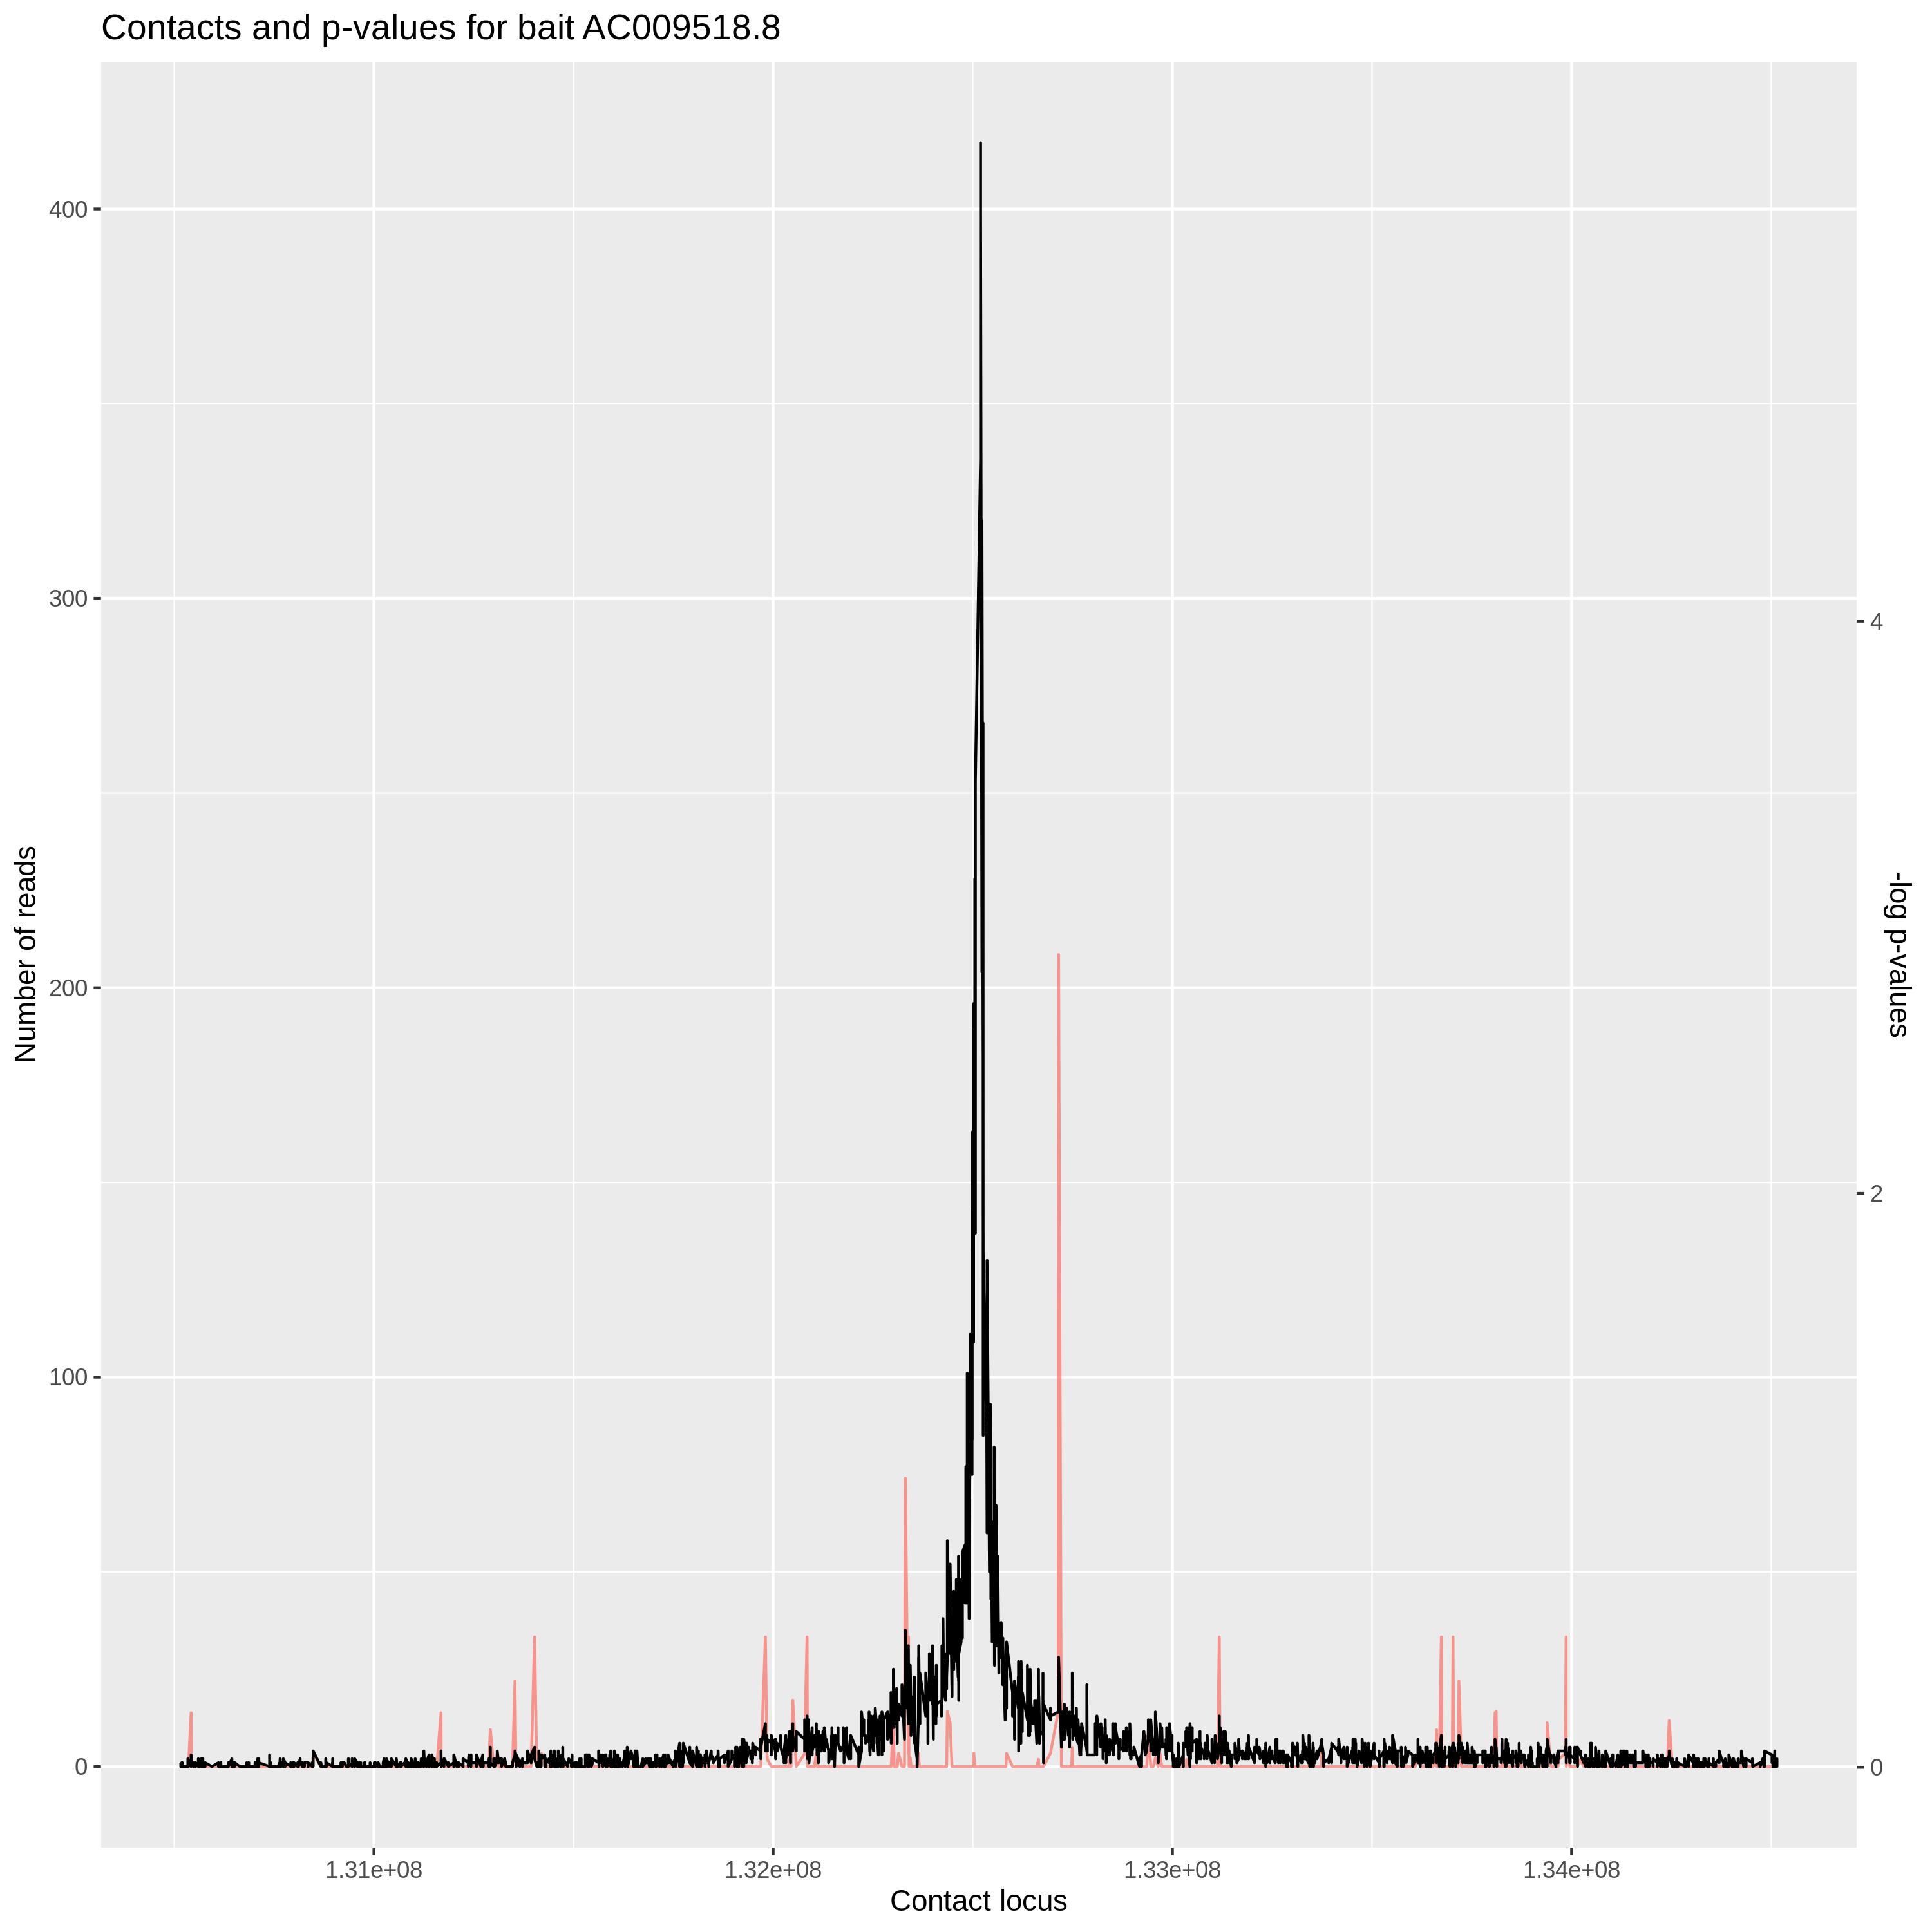 Contacts and p-values for bait AC009518.8
400
300
200
100
0
Number of reads
4
2
0
-log p-values
1.31e+08
1.32e+08
1.33e+08
1.34e+08
Contact locus